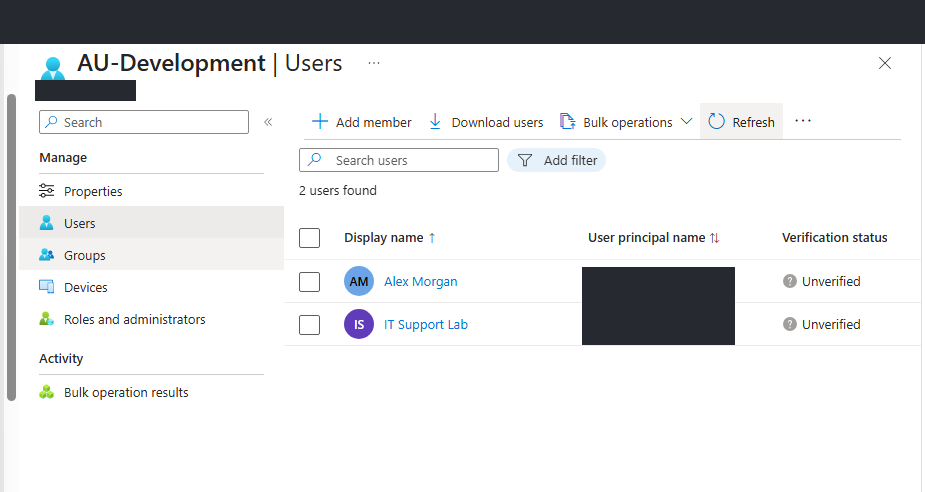 AU-Development | Users ...
Search «
Manage
Properties
Users
Groups
Devices
Roles and administrators
Activity
Bulk operation results
Add member Download users Bulk operations Refresh ...
Search users Add filter
2 users found
Display name ↑ User principal name ↑↓ Verification status
AM Alex Morgan ? Unverified
IS IT Support Lab ? Unverified